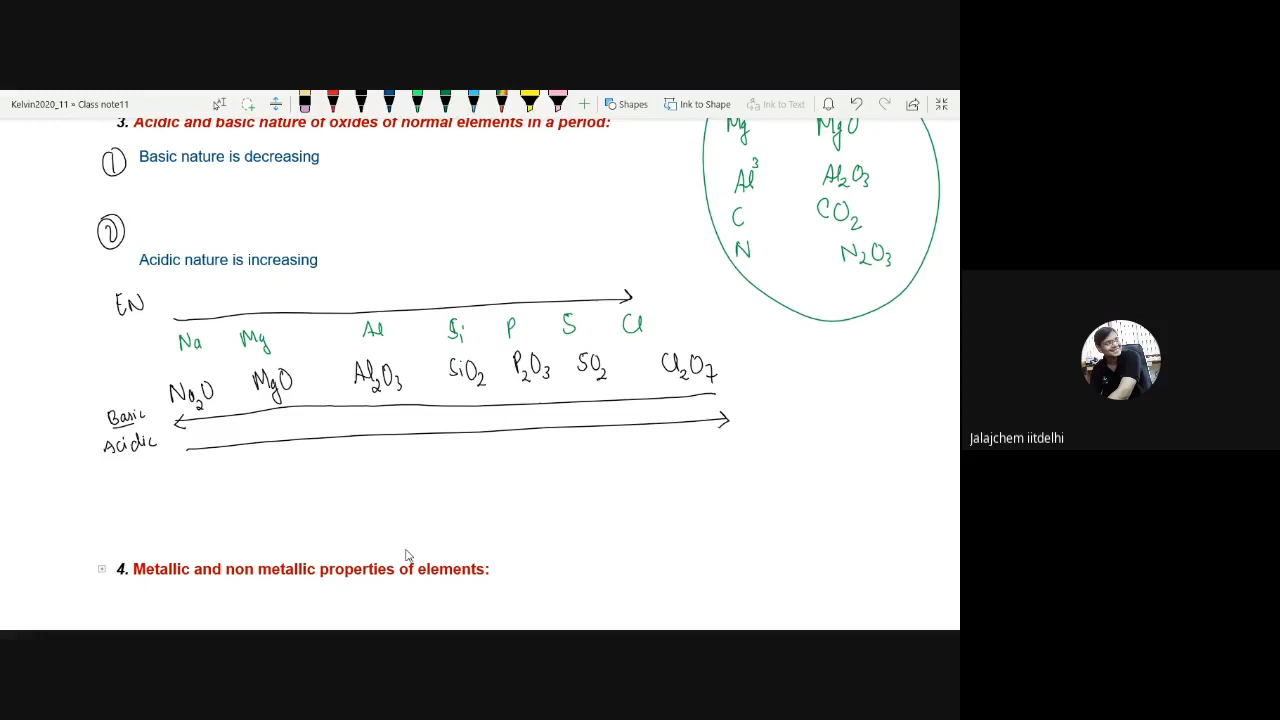 Kelvin2020_11 » Class note11
Shapes
Ink to Shape
Ink to Text
3. Acidic and basic nature of oxides of normal elements in a period:
① Basic nature is decreasing
②
Acidic nature is increasing
Mg MgO
Al³ Al₂O₃
C CO₂
N N₂O₃
EN
Na Mg Al Si P S Cl
Na₂O MgO Al₂O₃ SiO₂ P₂O₃ SO₂ Cl₂O₇
Basic
Acidic
4. Metallic and non metallic properties of elements:
Jalajchem iitdelhi